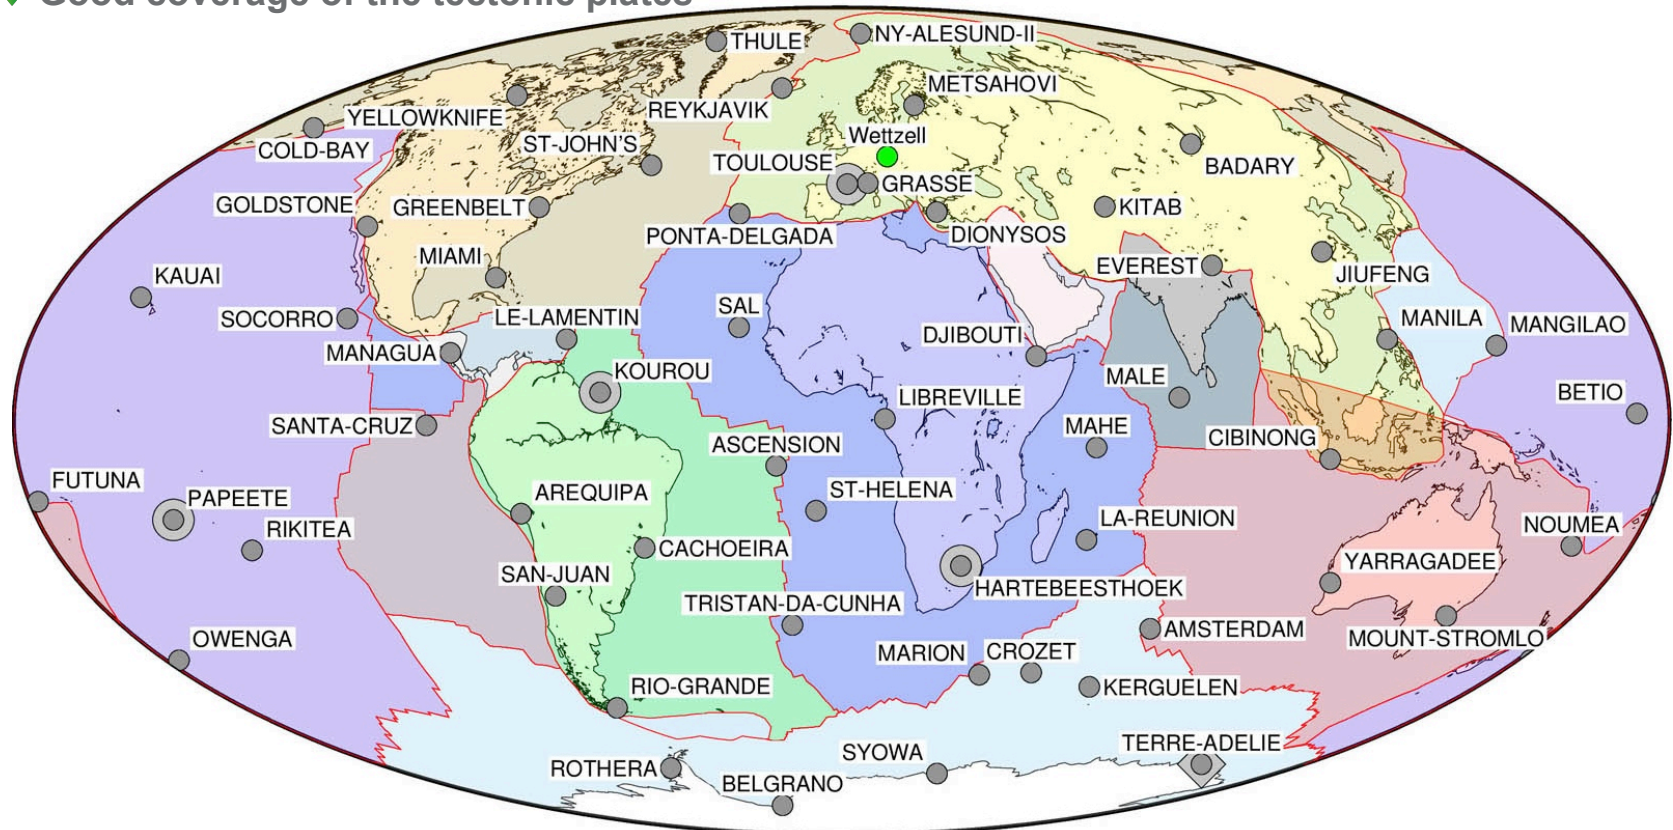 Good coverage of the tectonic plates
THULE
NY-ALESUND-II
METSAHOVI
REYKJAVIK
YELLOWKNIFE
Wettzell
COLD-BAY
ST-JOHN'S
TOULOUSE
BADARY
GRASSE
GOLDSTONE
GREENBELT
KITAB
PONTA-DELGADA
DIONYSOS
MIAMI
EVEREST
JIUFENG
KAUAI
SAL
SOCORRO
LE-LAMENTIN
MANILA
MANGILAO
DJIBOUTI
MANAGUA
KOUROU
MALE
BETIO
LIBREVILLE
SANTA-CRUZ
MAHE
CIBINONG
ASCENSION
FUTUNA
PAPEETE
AREQUIPA
ST-HELENA
RIKITEA
LA-REUNION
NOUMEA
CACHOEIRA
YARRAGADEE
SAN-JUAN
HARTEBEESTHOEK
TRISTAN-DA-CUNHA
AMSTERDAM
OWENGA
MOUNT-STROMLO
MARION
CROZET
RIO-GRANDE
KERGUELEN
TERRE-ADELIE
SYOWA
ROTHERA
BELGRANO